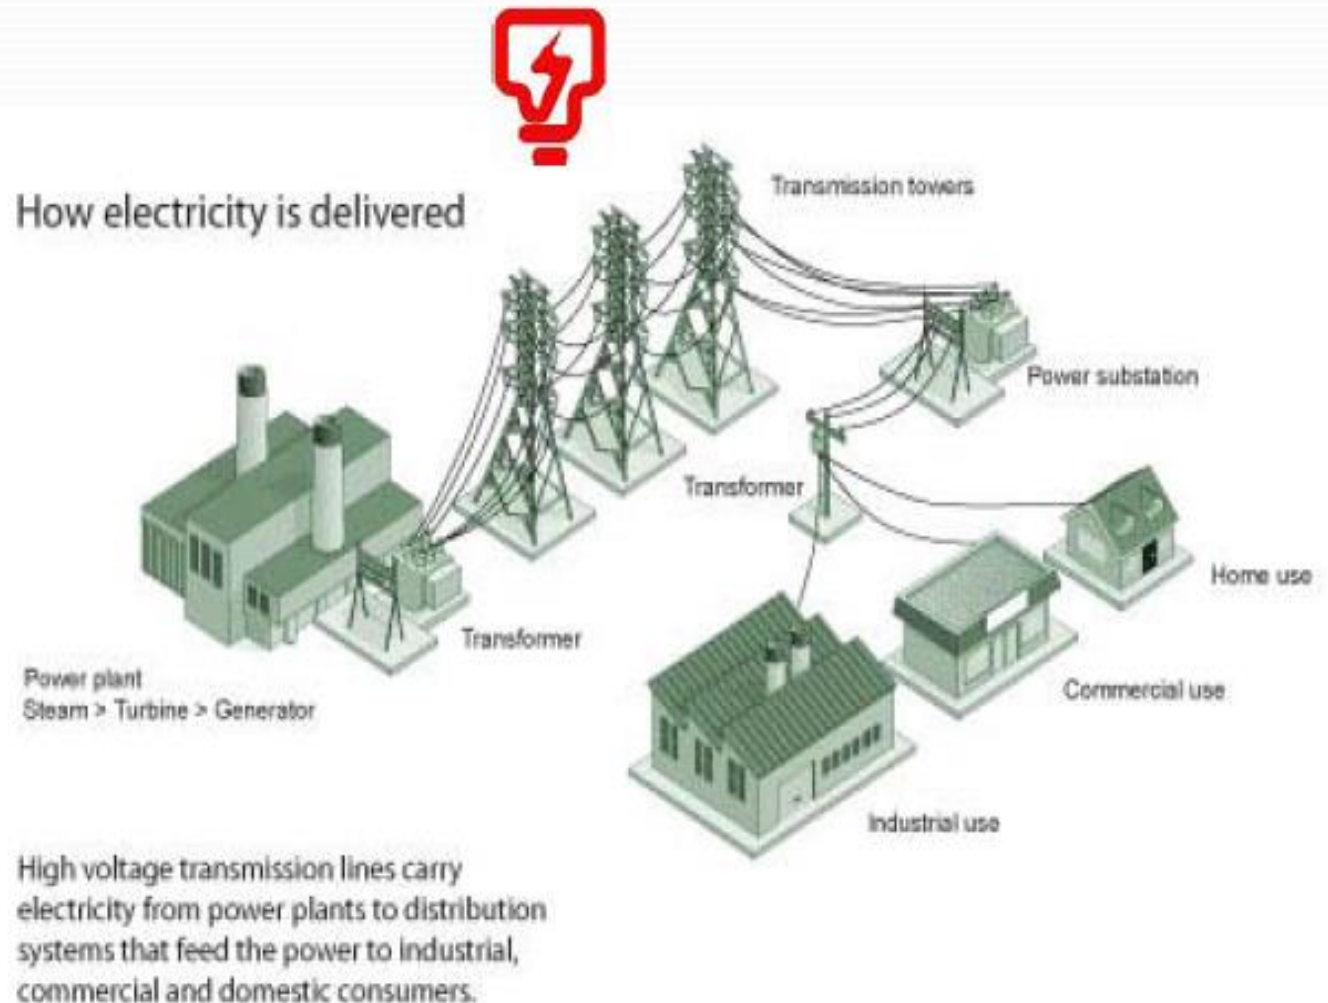 How electricity is delivered
Transmission towers
Power substation
Transformer
Home use
Transformer
Commercial use
Power plant
Steam > Turbine > Generator
Industrial use
High voltage transmission lines carry
electricity from power plants to distribution
systems that feed the power to industrial,
commercial and domestic consumers.